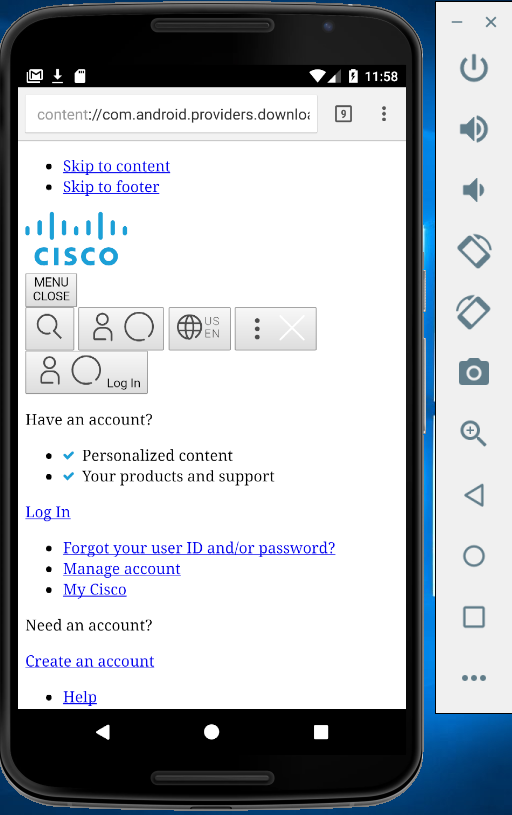 11:58
content://com.android.providers.downloa
9
Skip to content
Skip to footer
CISCO
MENU
CLOSE
US
EN
Log In
Have an account?
Personalized content
Your products and support
Log In
Forgot your user ID and/or password?
Manage account
My Cisco
Need an account?
Create an account
Help